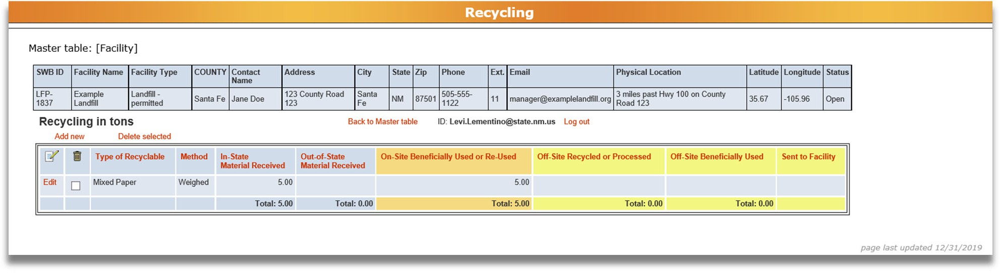 Recycling
Master table: [Facility]
SWB ID Facility Name Facility Type COUNTY Contact Name Address City State Zip Phone Ext. Email Physical Location Latitude Longitude Status
LFP-1837 Example Landfill Landfill - permitted Santa Fe Jane Doe 123 County Road 123 Santa Fe NM 87501 505-555-1122 11 manager@examplelandfill.org 3 miles past Hwy 100 on County Road 123 35.67 -105.96 Open
Recycling in tons Back to Master table ID: Levi.Lementino@state.nm.us Log out
Add new Delete selected
Type of Recyclable Method In-State Material Received Out-of-State Material Received On-Site Beneficially Used or Re-Used Off-Site Recycled or Processed Off-Site Beneficially Used Sent to Facility
Edit Mixed Paper Weighed 5.00 5.00
Total: 5.00 Total: 0.00 Total: 5.00 Total: 0.00 Total: 0.00
page last updated 12/31/2019